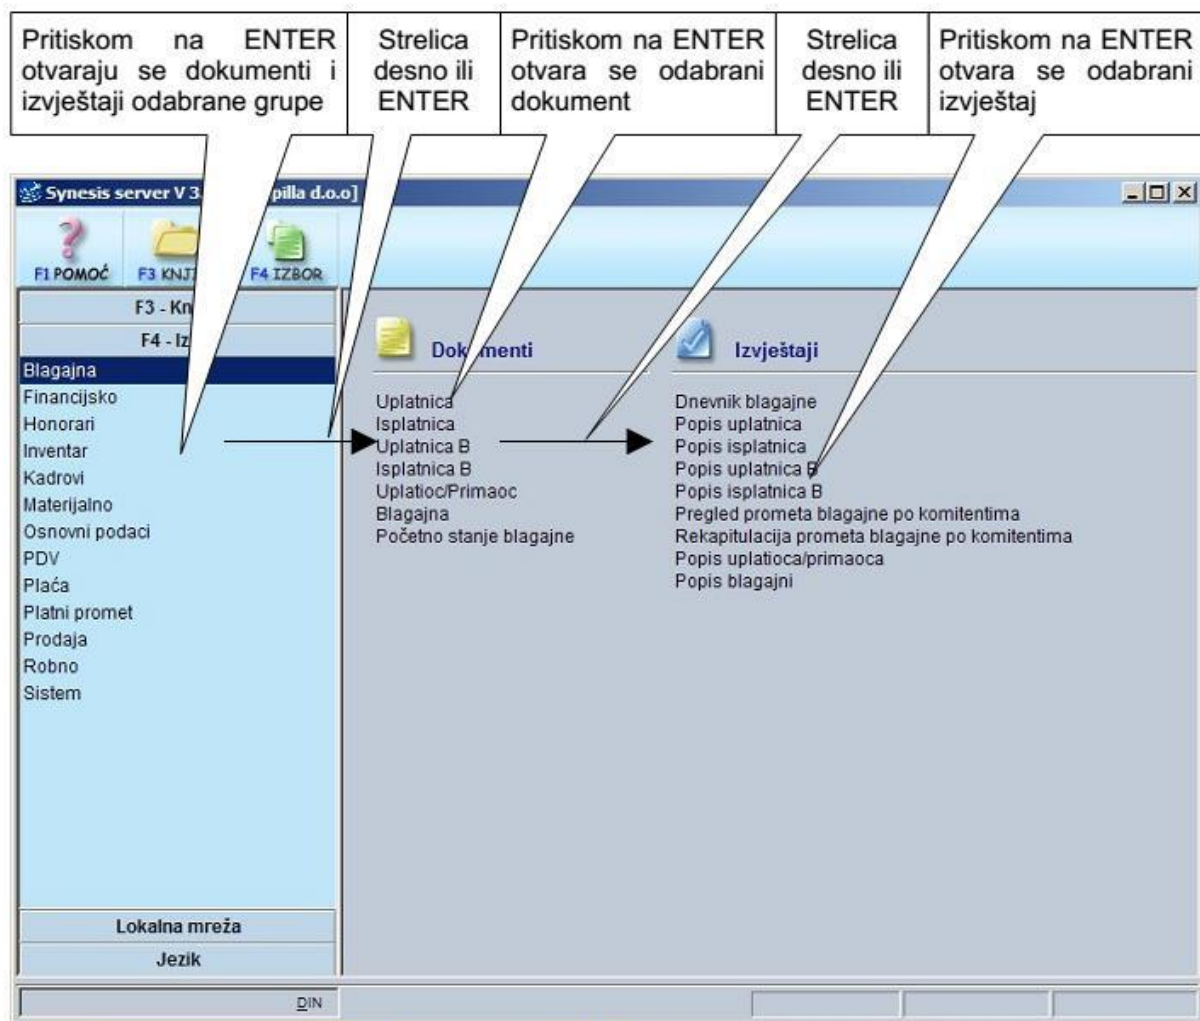 Pritiskom na ENTER
otvaraju se dokumenti i
izvještaji odabrane grupe
Strelica
desno ili
ENTER
Pritiskom na ENTER
otvara se odabrani
dokument
Strelica
desno ili
ENTER
Pritiskom na ENTER
otvara se odabrani
izvještaj
Synesis server V 3. pilla d.o.o]
F1 POMOĆ
F3 KNJI
F4 IZBOR
F3 - Kn
F4 - Iz
Blagajna
Financijsko
Honorari
Inventar
Kadrovi
Materijalno
Osnovni podaci
PDV
Plaća
Platni promet
Prodaja
Robno
Sistem
Lokalna mreža
Jezik
DIN
Dokumenti
Uplatnica
Isplatnica
Uplatnica B
Isplatnica B
Uplatioc/Primaoc
Blagajna
Početno stanje blagajne
Izvještaji
Dnevnik blagajne
Popis uplatnica
Popis isplatnica
Popis uplatnica B
Popis isplatnica B
Pregled prometa blagajne po komitentima
Rekapitulacija prometa blagajne po komitentima
Popis uplatioca/primaoca
Popis blagajni